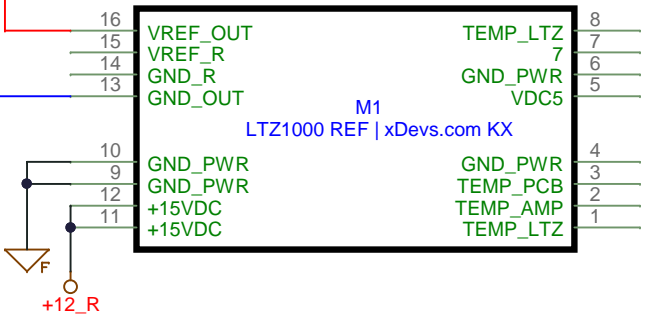 16 VREF_OUT TEMP_LTZ 8
15 VREF_R 7 7
14 GND_R GND_PWR 6
13 GND_OUT VDC5 5
M1
LTZ1000 REF | xDevs.com KX
10 GND_PWR GND_PWR 4
9 GND_PWR TEMP_PCB 3
12 +15VDC TEMP_AMP 2
11 +15VDC TEMP_LTZ 1
F
+12_R